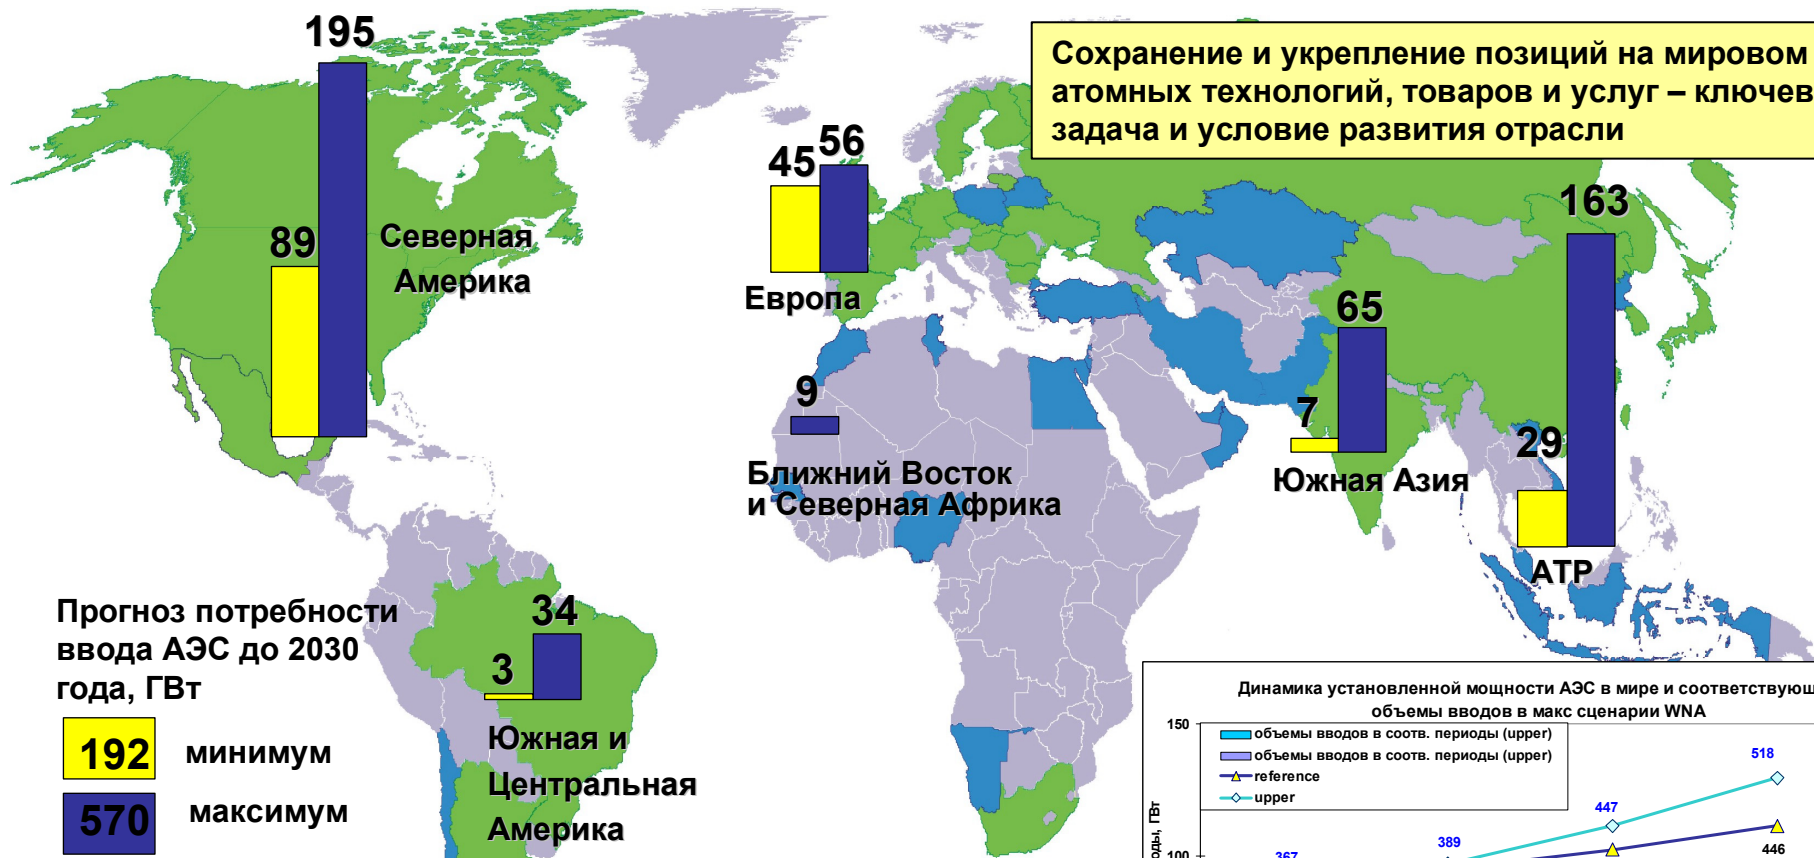 195
Сохранение и укрепление позиций на мировом
атомных технологий, товаров и услуг – ключев
задача и условие развития отрасли
45
56
163
89
Северная
Америка
Европа
65
9
7
29
Ближний Восток
и Северная Африка
Южная Азия
АТР
Прогноз потребности
ввода АЭС до 2030
года, ГВт
192 минимум
570 максимум
34
3
Южная и
Центральная
Америка
Динамика установленной мощности АЭС в мире и соответствующ
объемы вводов в макс сценарии WNA
150
объемы вводов в соотв. периоды (upper)
объемы вводов в соотв. периоды (upper)
reference
upper
518
447
389
367
446
100
оды, ГВт